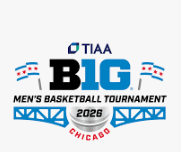 TIAA
B1G
MEN'S BASKETBALL TOURNAMENT
2026
CHICAGO